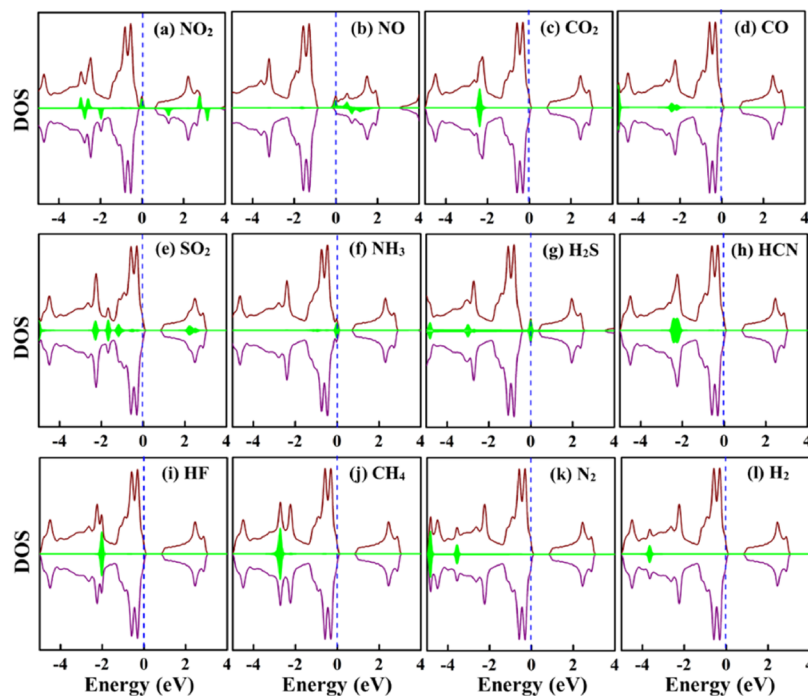 (a) NO₂ (b) NO (c) CO₂ (d) CO
DOS
-4 -2 0 2 4 -4 -2 0 2 4 -4 -2 0 2 4 -4 -2 0 2 4
(e) SO₂ (f) NH₃ (g) H₂S (h) HCN
DOS
-4 -2 0 2 4 -4 -2 0 2 4 -4 -2 0 2 4 -4 -2 0 2 4
(i) HF (j) CH₄ (k) N₂ (l) H₂
DOS
-4 -2 0 2 4 -4 -2 0 2 4 -4 -2 0 2 4 -4 -2 0 2 4
Energy (eV) Energy (eV) Energy (eV) Energy (eV)